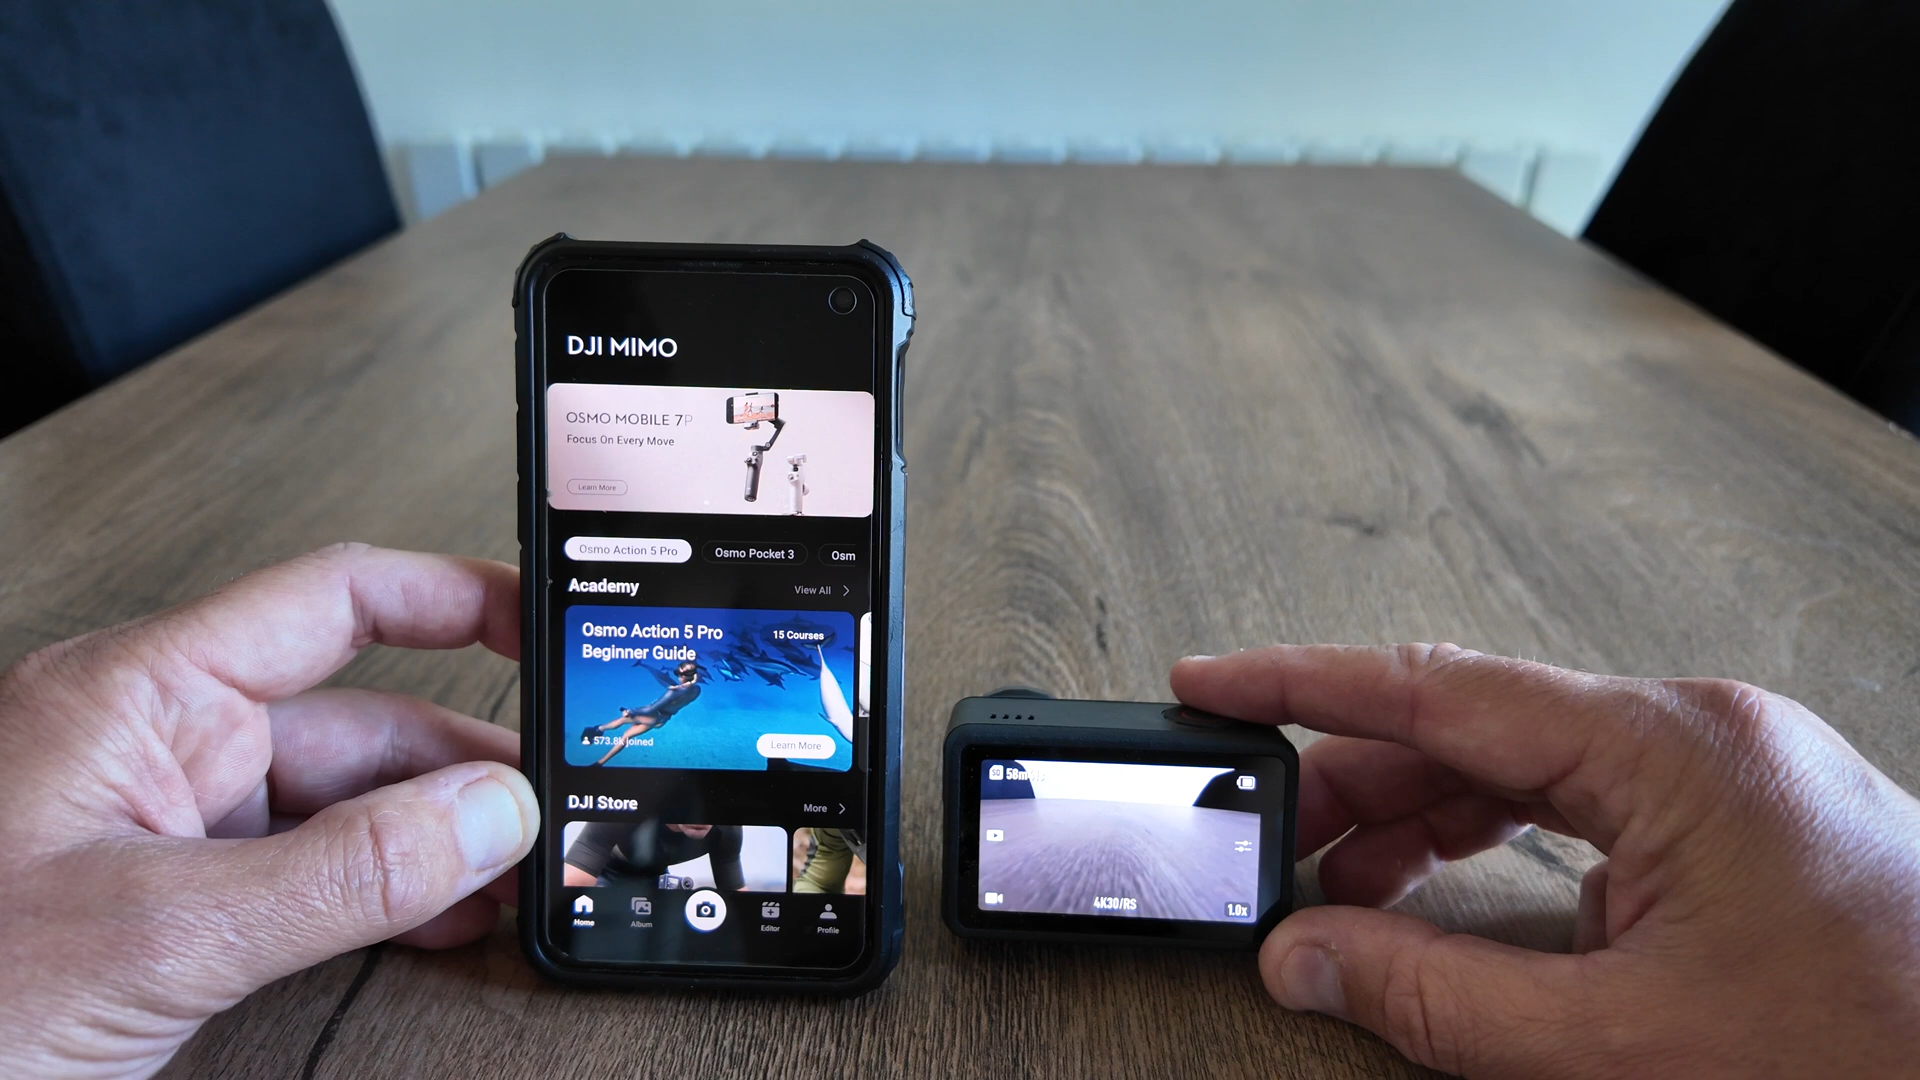 DJI MIMO
OSMO MOBILE 7P
Focus On Every Move
Learn More
Osmo Action 5 Pro
Osmo Pocket 3
Osm
Academy
View All
Osmo Action 5 Pro
Beginner Guide
15 Courses
573.8k joined
Learn More
DJI Store
More
Home
Album
Editor
Profile
4K30/RS
1.0x